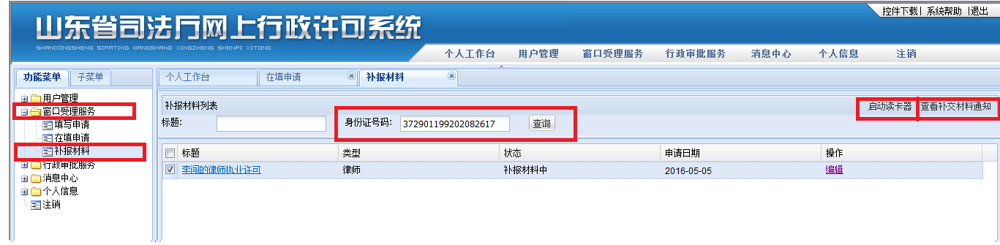 控件下载| 系统帮助 |退出
山东省司法厅网上行政许可系统
SHANDONGSHENG SIFATING WANGSHANG XINGZHENG SHENPI XITONG
个人工作台 用户管理 窗口受理服务 行政审批服务 消息中心 个人信息 注销
功能菜单 子菜单
个人工作台 在填申请 补报材料
用户管理
窗口受理服务
填写申请
在填申请
补报材料
行政审批服务
消息中心
个人信息
注销
补报材料列表
启动读卡器 查看补交材料通知
标题: 身份证号码: 372901199202082617 查询
标题 类型 状态 申请日期 操作
李闯的律师执业许可 律师 补报材料中 2016-05-05 编辑